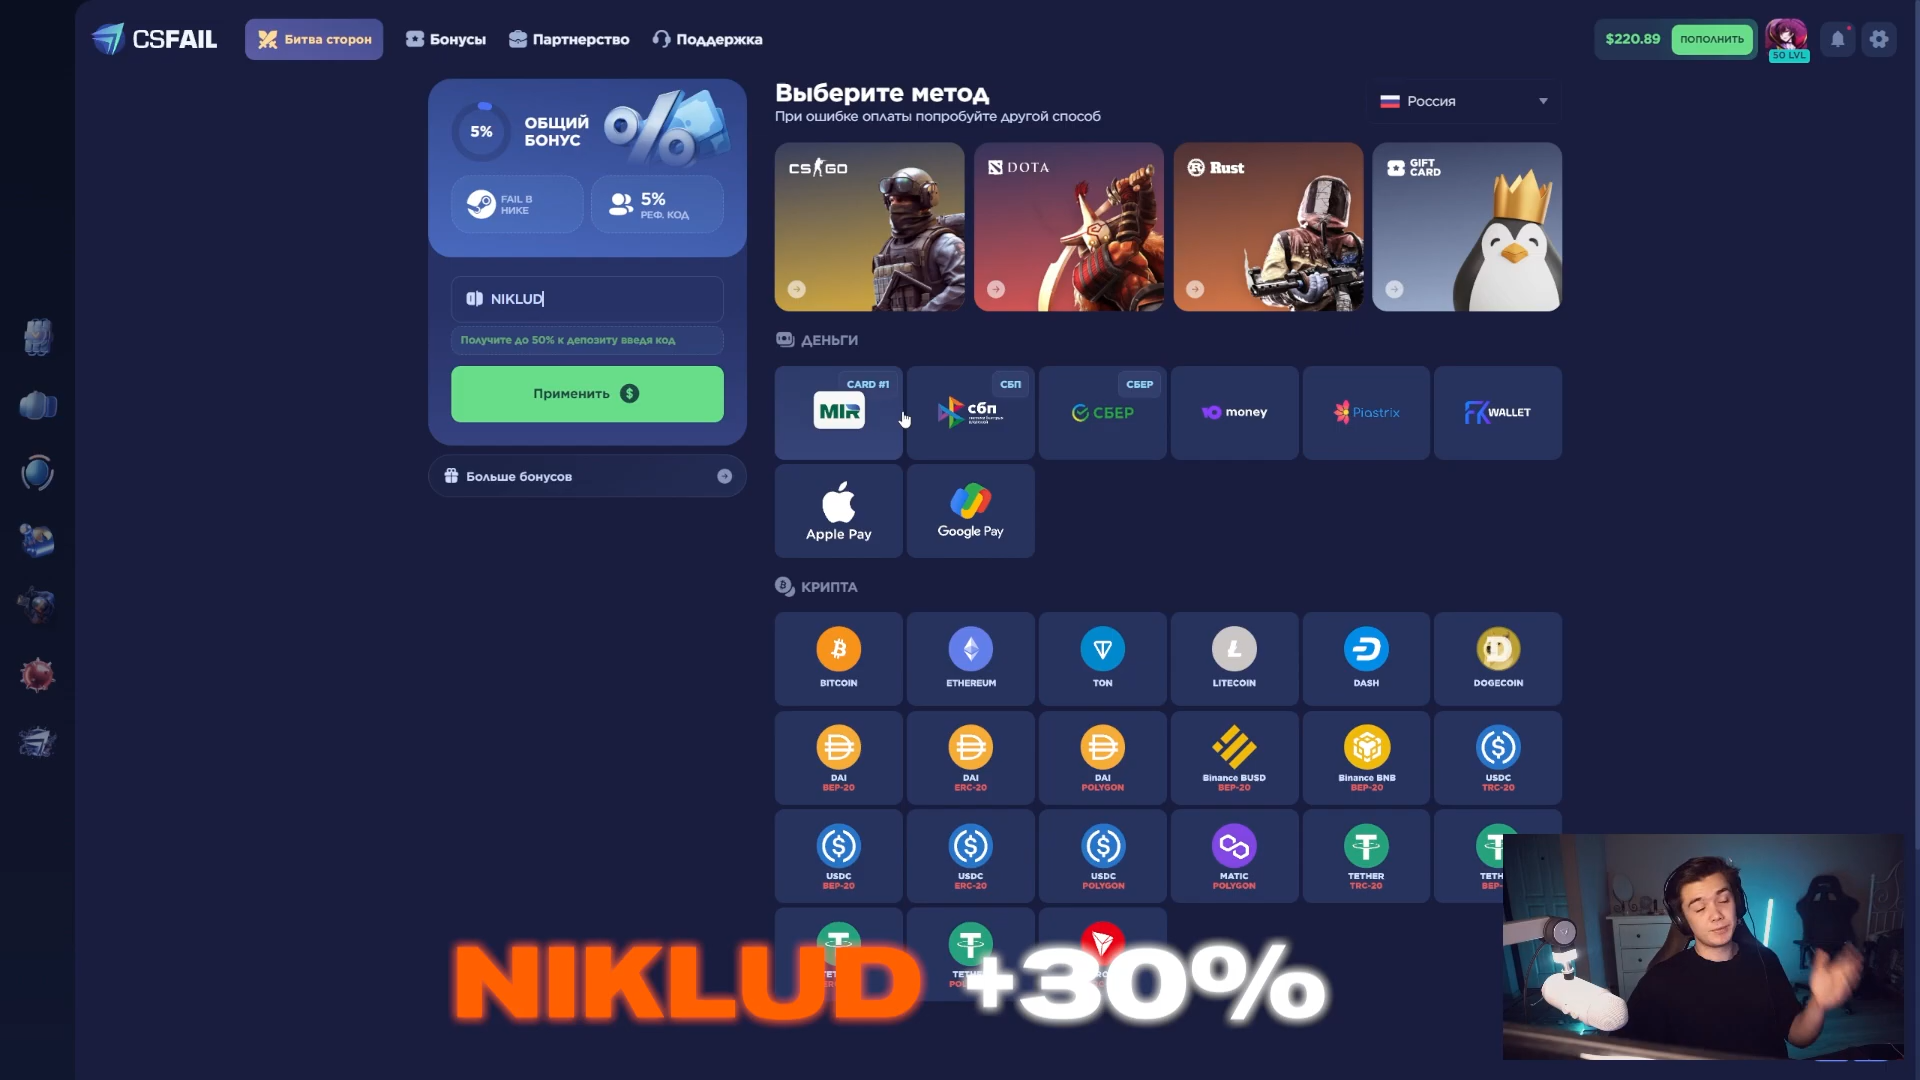 CSFAIL
Битва сторон
Бонусы
Партнерство
Поддержка
$220.89
ПОПОЛНИТЬ
50 LVL
5%
ОБЩИЙ
БОНУС
FAIL В
НИКЕ
5%
РЕФ. КОД
NIKLUD
Получите до 50% к депозиту введя код
Применить
Больше бонусов
Выберите метод
При ошибке оплаты попробуйте другой способ
Россия
CS GO
DOTA
Rust
GIFT
CARD
ДЕНЬГИ
CARD #1
MIR
СБП
сбп
СБЕР
СБЕР
money
Piastrix
FK WALLET
Apple Pay
Google Pay
КРИПТА
BITCOIN
ETHEREUM
TON
LITECOIN
DASH
DOGECOIN
DAI
BEP-20
DAI
ERC-20
DAI
POLYGON
Binance BUSD
BEP-20
Binance BNB
BEP-20
USDC
TRC-20
USDC
BEP-20
USDC
ERC-20
USDC
POLYGON
MATIC
POLYGON
TETHER
TRC-20
NIKLUD +30%